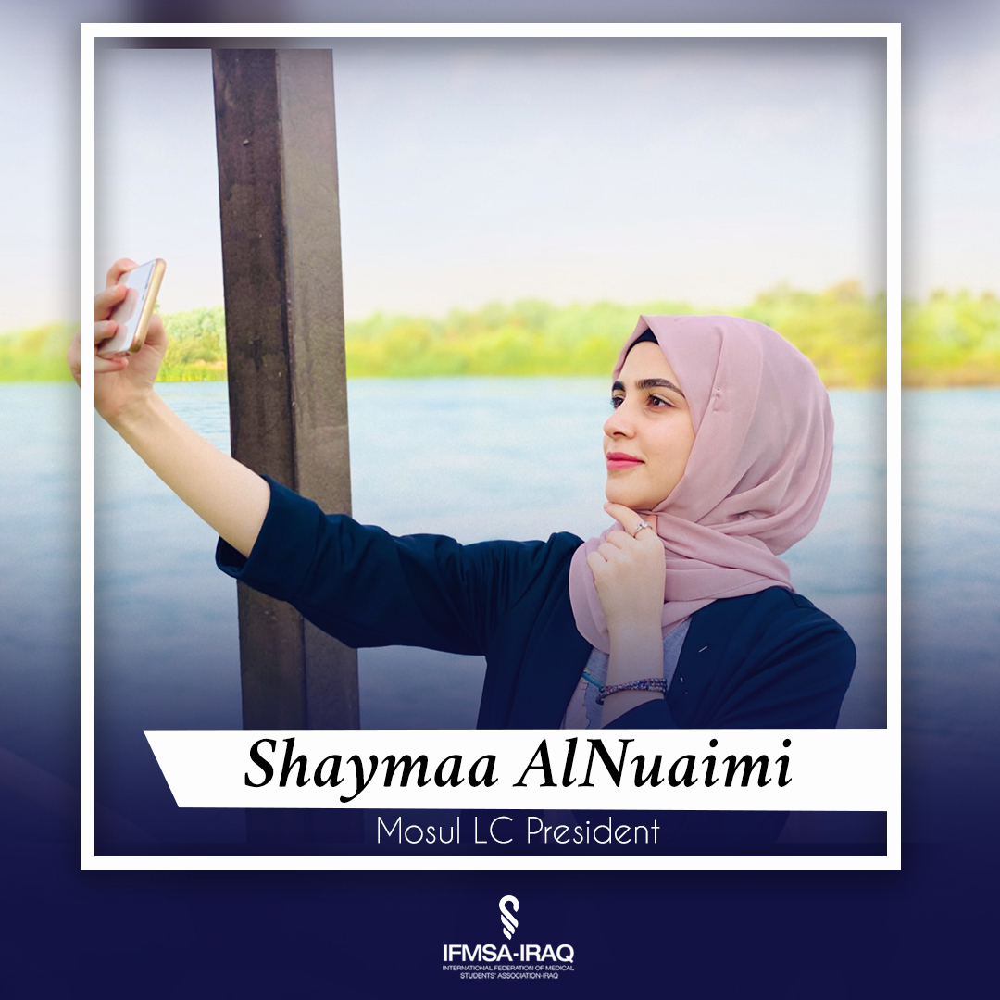 Shaymaa AlNuaimi
Mosul LC President
IFMSA-IRAQ
INTERNATIONAL FEDERATION OF MEDICAL
STUDENTS' ASSOCIATION-IRAQ